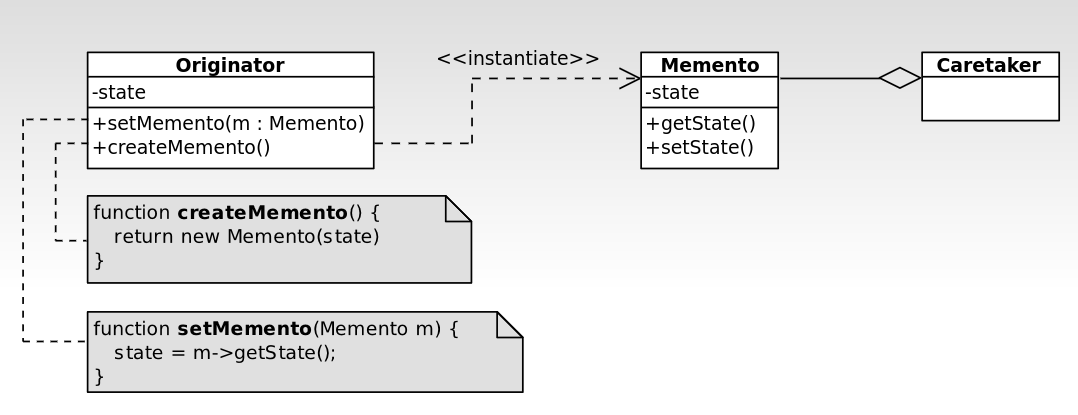 Originator
-state
+setMemento(m : Memento)
+createMemento()
<<instantiate>>
Memento
-state
+getState()
+setState()
Caretaker
function createMemento() {
return new Memento(state)
}
function setMemento(Memento m) {
state = m->getState();
}